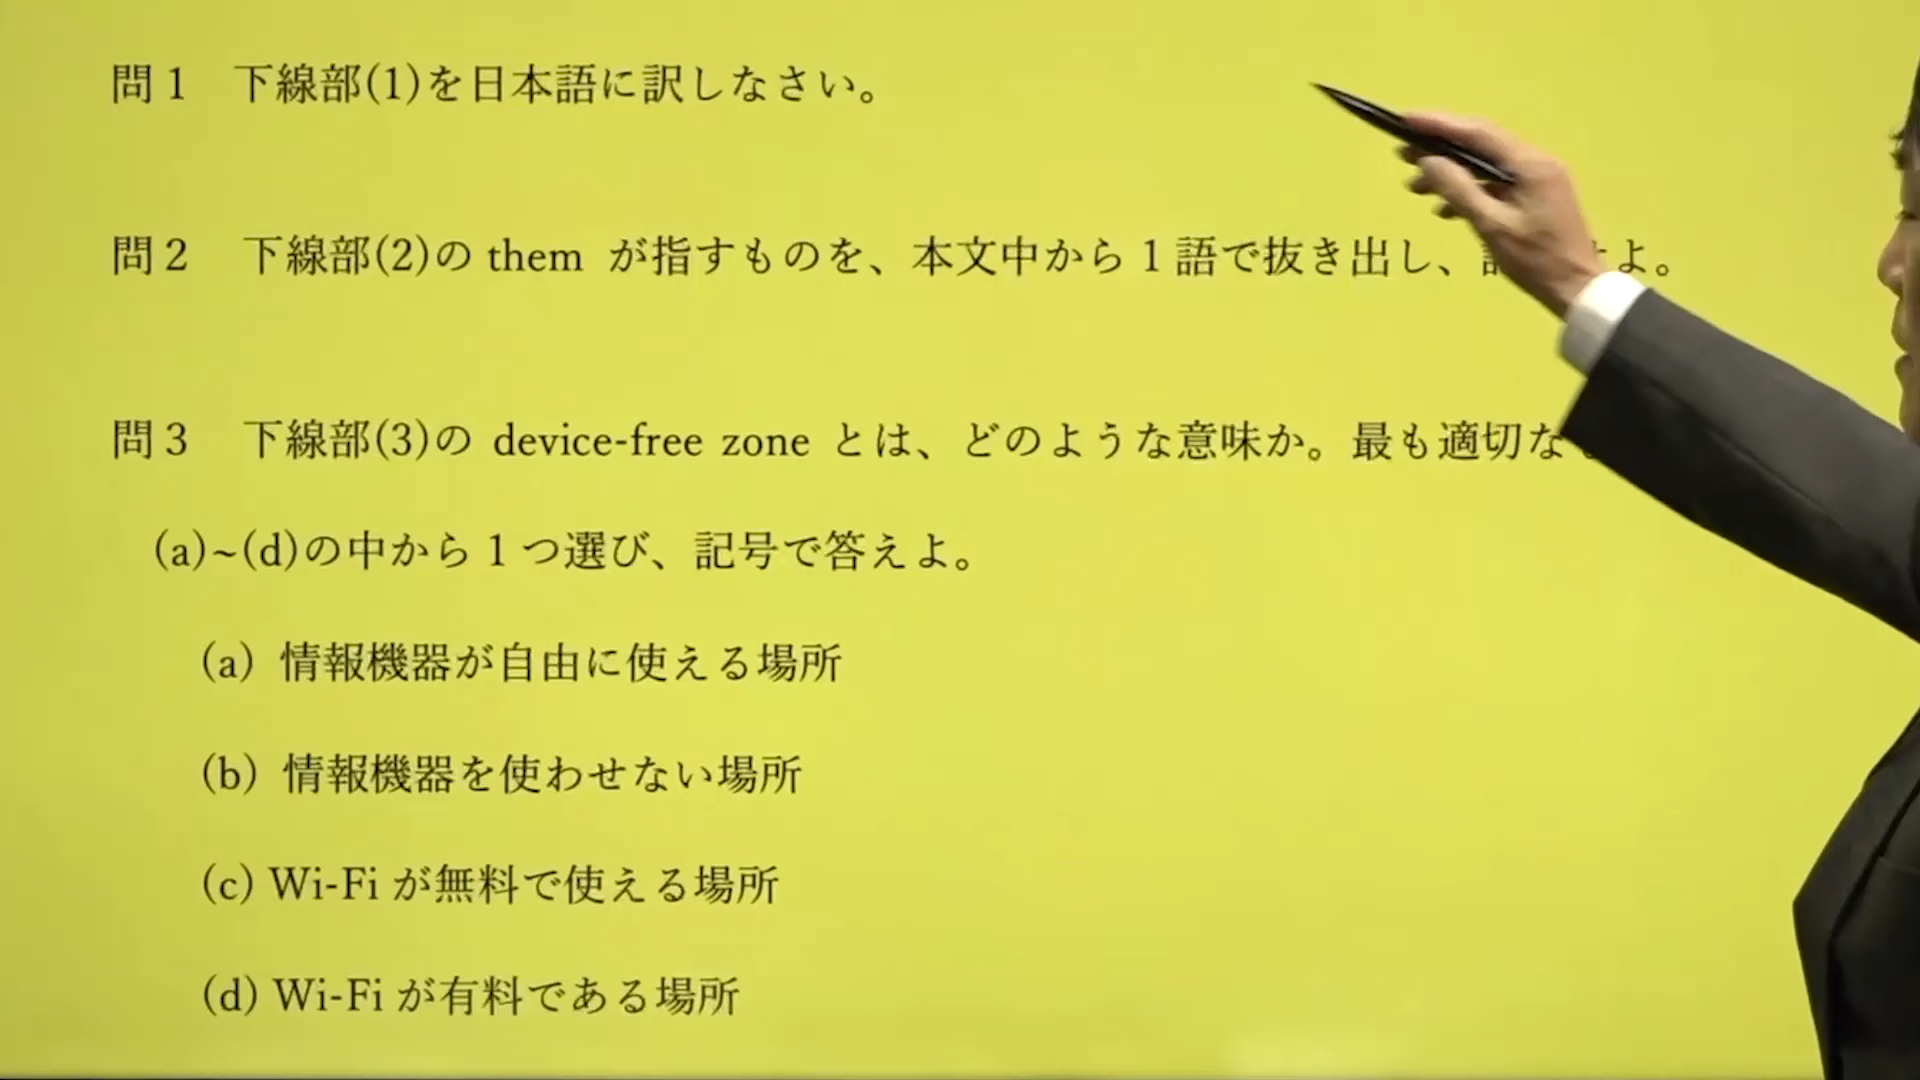 問1 下線部(1)を日本語に訳しなさい。
問2 下線部(2)の them が指すものを、本文中から1語で抜き出し、よ。
問3 下線部(3)の device-free zone とは、どのような意味か。最も適切な
(a)~(d)の中から1つ選び、記号で答えよ。
(a) 情報機器が自由に使える場所
(b) 情報機器を使わせない場所
(c) Wi-Fi が無料で使える場所
(d) Wi-Fi が有料である場所